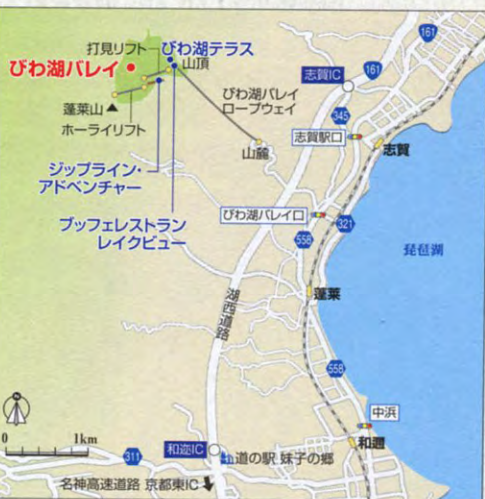 打見リフト
びわ湖テラス
山頂
びわ湖バレイ
蓬莱山
ホーライリフト
びわ湖バレイ
ロープウェイ
山麓
志賀IC
161
161
345
志賀駅口
志賀
ジップライン・
アドベンチャー
ブッフェレストラン
レイクビュー
びわ湖バレイ口
321
558
琵琶湖
湖西道路
蓬莱
558
中浜
和邇
0 1km
311
和迩IC
道の駅 妹子の郷
名神高速道路 京都東IC